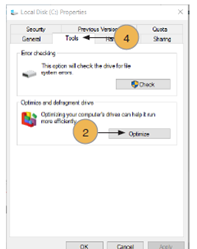 Local Disk (C:) Properties
Security Previous Versions Quota
General Tools Sharing
4
Error checking
This option will check the drive for file
system errors.
Check
Optimize and defragment drive
Optimizing your computer's drives can help it run
more efficiently.
2
Optimize
OK Cancel Apply